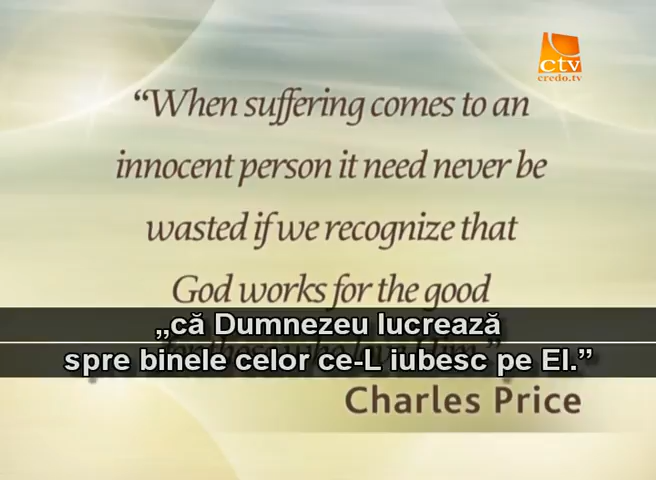 ctv
credo.tv
“When suffering comes to an
innocent person it need never be
wasted if we recognize that
God works for the good
„că Dumnezeu lucrează
spre binele celor ce-L iubesc pe El.”
Charles Price